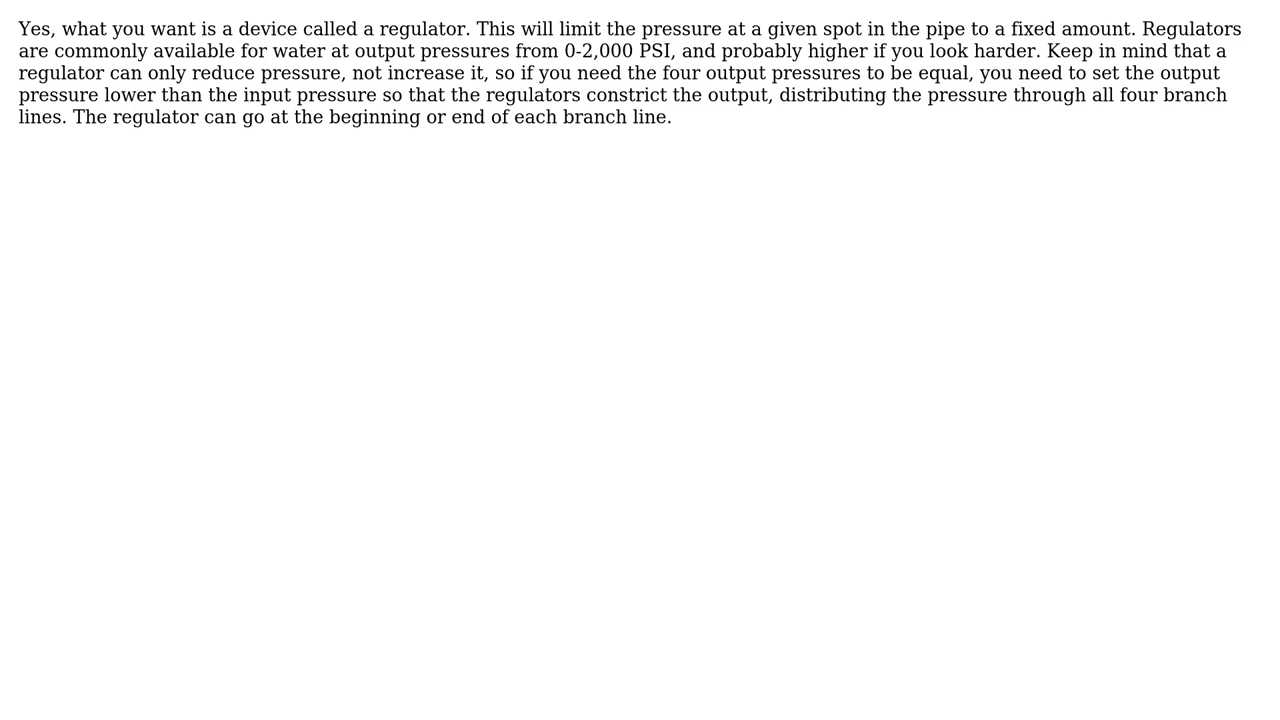 Yes, what you want is a device called a regulator. This will limit the pressure at a given spot in the pipe to a fixed amount. Regulators
are commonly available for water at output pressures from 0-2,000 PSI, and probably higher if you look harder. Keep in mind that a
regulator can only reduce pressure, not increase it, so if you need the four output pressures to be equal, you need to set the output
pressure lower than the input pressure so that the regulators constrict the output, distributing the pressure through all four branch
lines. The regulator can go at the beginning or end of each branch line.